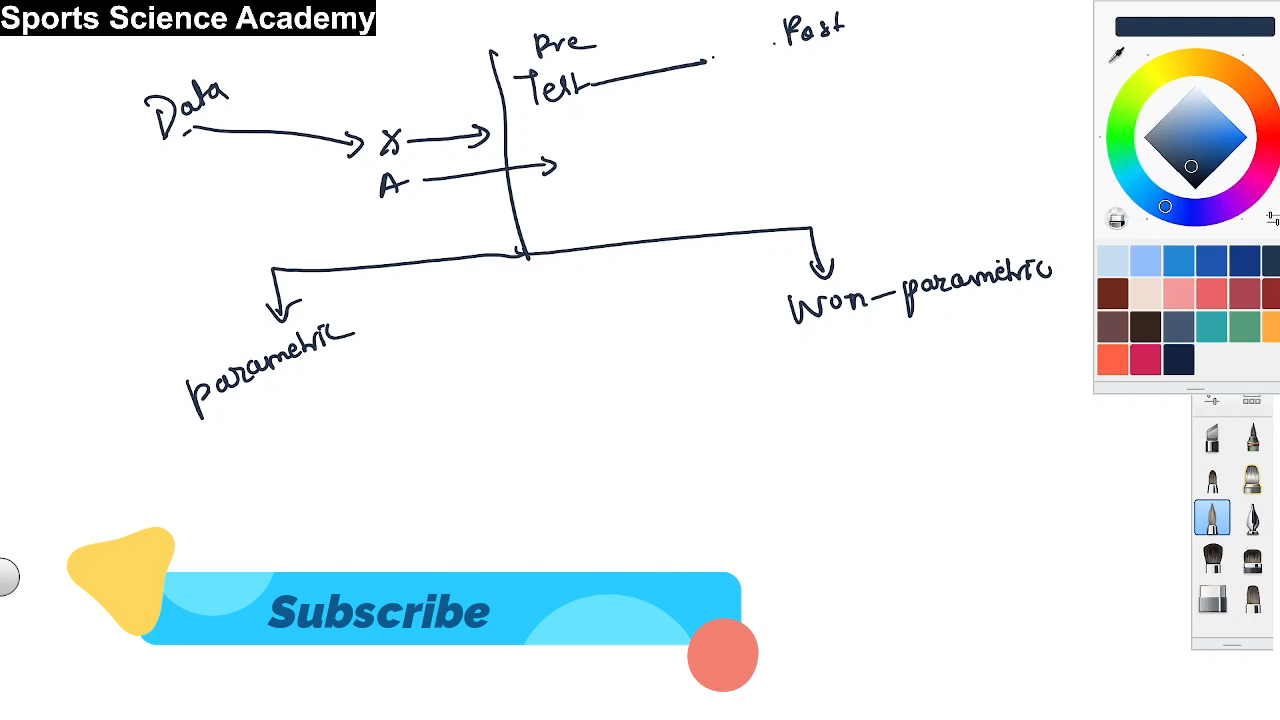 Sports Science Academy
Pre
Post
Test
Data
X
A
Non-parametric
parametric
Subscribe